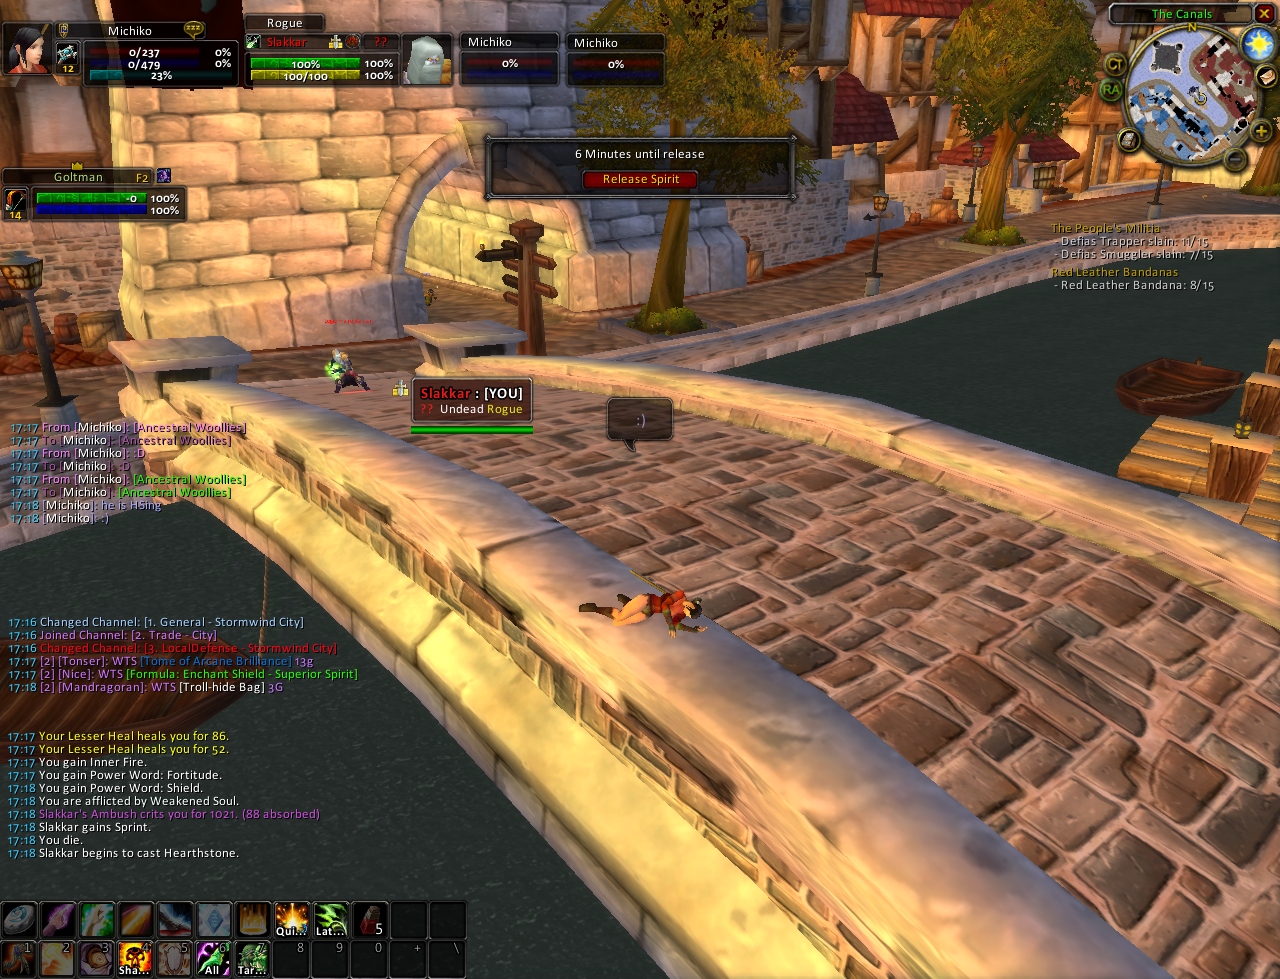 Michiko
zzz
12
0/237 0%
0/479 0%
23%
Rogue
Slakkar ??
100% 100%
100/100 100%
Michiko
0%
Michiko
0%
The Canals
N
CT
RA
6 Minutes until release
Release Spirit
Goltman F2
-0 100%
100%
14
The People's Militia
- Defias Trapper slain: 11/15
- Defias Smuggler slain: 7/15
Red Leather Bandanas
- Red Leather Bandana: 8/15
Slakkar : [YOU]
?? Undead Rogue
:)
17:17 From [Michiko]: [Ancestral Woollies]
17:17 To [Michiko]: [Ancestral Woollies]
17:17 From [Michiko]: :D
17:17 To [Michiko]: :D
17:17 From [Michiko]: [Ancestral Woollies]
17:17 To [Michiko]: [Ancestral Woollies]
17:18 [Michiko]: he is HSing
17:18 [Michiko]: :)
17:16 Changed Channel: [1. General - Stormwind City]
17:16 Joined Channel: [2. Trade - City]
17:16 Changed Channel: [3. LocalDefense - Stormwind City]
17:17 [2] [Tonser]: WTS [Tome of Arcane Brilliance] 13g
17:17 [2] [Nice]: WTS [Formula: Enchant Shield - Superior Spirit]
17:18 [2] [Mandragoran]: WTS [Troll-hide Bag] 3G
17:17 Your Lesser Heal heals you for 86.
17:17 Your Lesser Heal heals you for 52.
17:17 You gain Inner Fire.
17:17 You gain Power Word: Fortitude.
17:18 You gain Power Word: Shield.
17:18 You are afflicted by Weakened Soul.
17:18 Slakkar's Ambush crits you for 1021. (88 absorbed)
17:18 Slakkar gains Sprint.
17:18 You die.
17:18 Slakkar begins to cast Hearthstone.
Qui... Lat... 5
1 2 3 4 5 6 7 8 9 0 + \
Sha... All Tar...